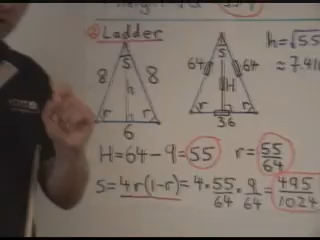 ② Ladder
h = √55
≈ 7.416
S
8 8
h
r r
6
S
64 64
H
r r
36
H = 64 - 9 = 55 r = 55/64
S = 4r(1-r) = 4 · 55/64 · 9/64 = 495/1024